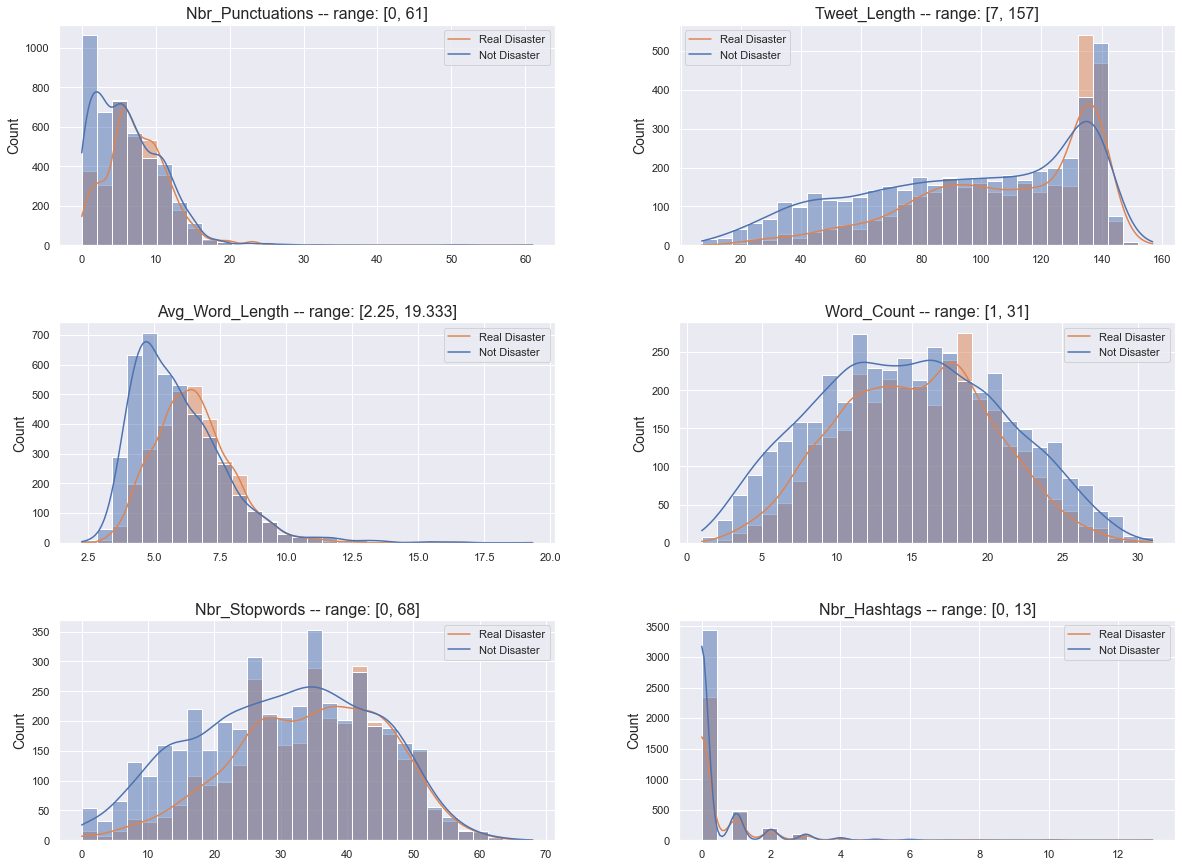 Nbr_Punctuations -- range: [0, 61]
Count
1000
800
600
400
200
0
Real Disaster
Not Disaster
0 10 20 30 40 50 60
Tweet_Length -- range: [7, 157]
Count
500
400
300
200
100
0
Real Disaster
Not Disaster
0 20 40 60 80 100 120 140 160
Avg_Word_Length -- range: [2.25, 19.333]
Count
700
600
500
400
300
200
100
0
Real Disaster
Not Disaster
2.5 5.0 7.5 10.0 12.5 15.0 17.5 20.0
Word_Count -- range: [1, 31]
Count
250
200
150
100
50
0
Real Disaster
Not Disaster
0 5 10 15 20 25 30
Nbr_Stopwords -- range: [0, 68]
Count
350
300
250
200
150
100
50
0
Real Disaster
Not Disaster
0 10 20 30 40 50 60 70
Nbr_Hashtags -- range: [0, 13]
Count
3500
3000
2500
2000
1500
1000
500
0
Real Disaster
Not Disaster
0 2 4 6 8 10 12